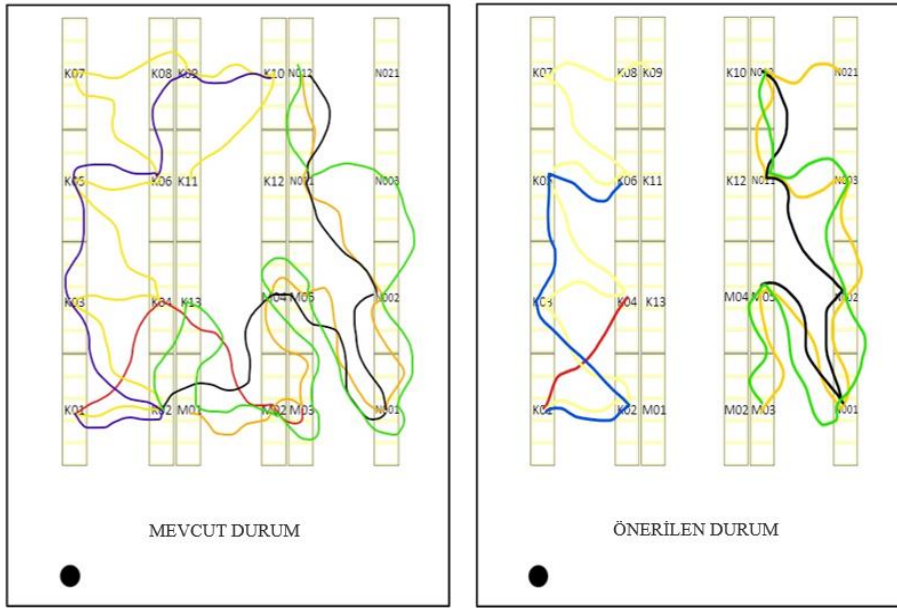 K07 K08 K09 K10 N012 N021
K05 K06 K11 K12 N011 N003
K03 K04 K13 M04 M05 N002
K01 K02 M01 M02 M03 N001
MEVCUT DURUM
K07 K08 K09 K10 N012 N021
K05 K06 K11 K12 N011 N003
K03 K04 K13 M04 M05 N002
K01 K02 M01 M02 M03 N001
ÖNERİLEN DURUM